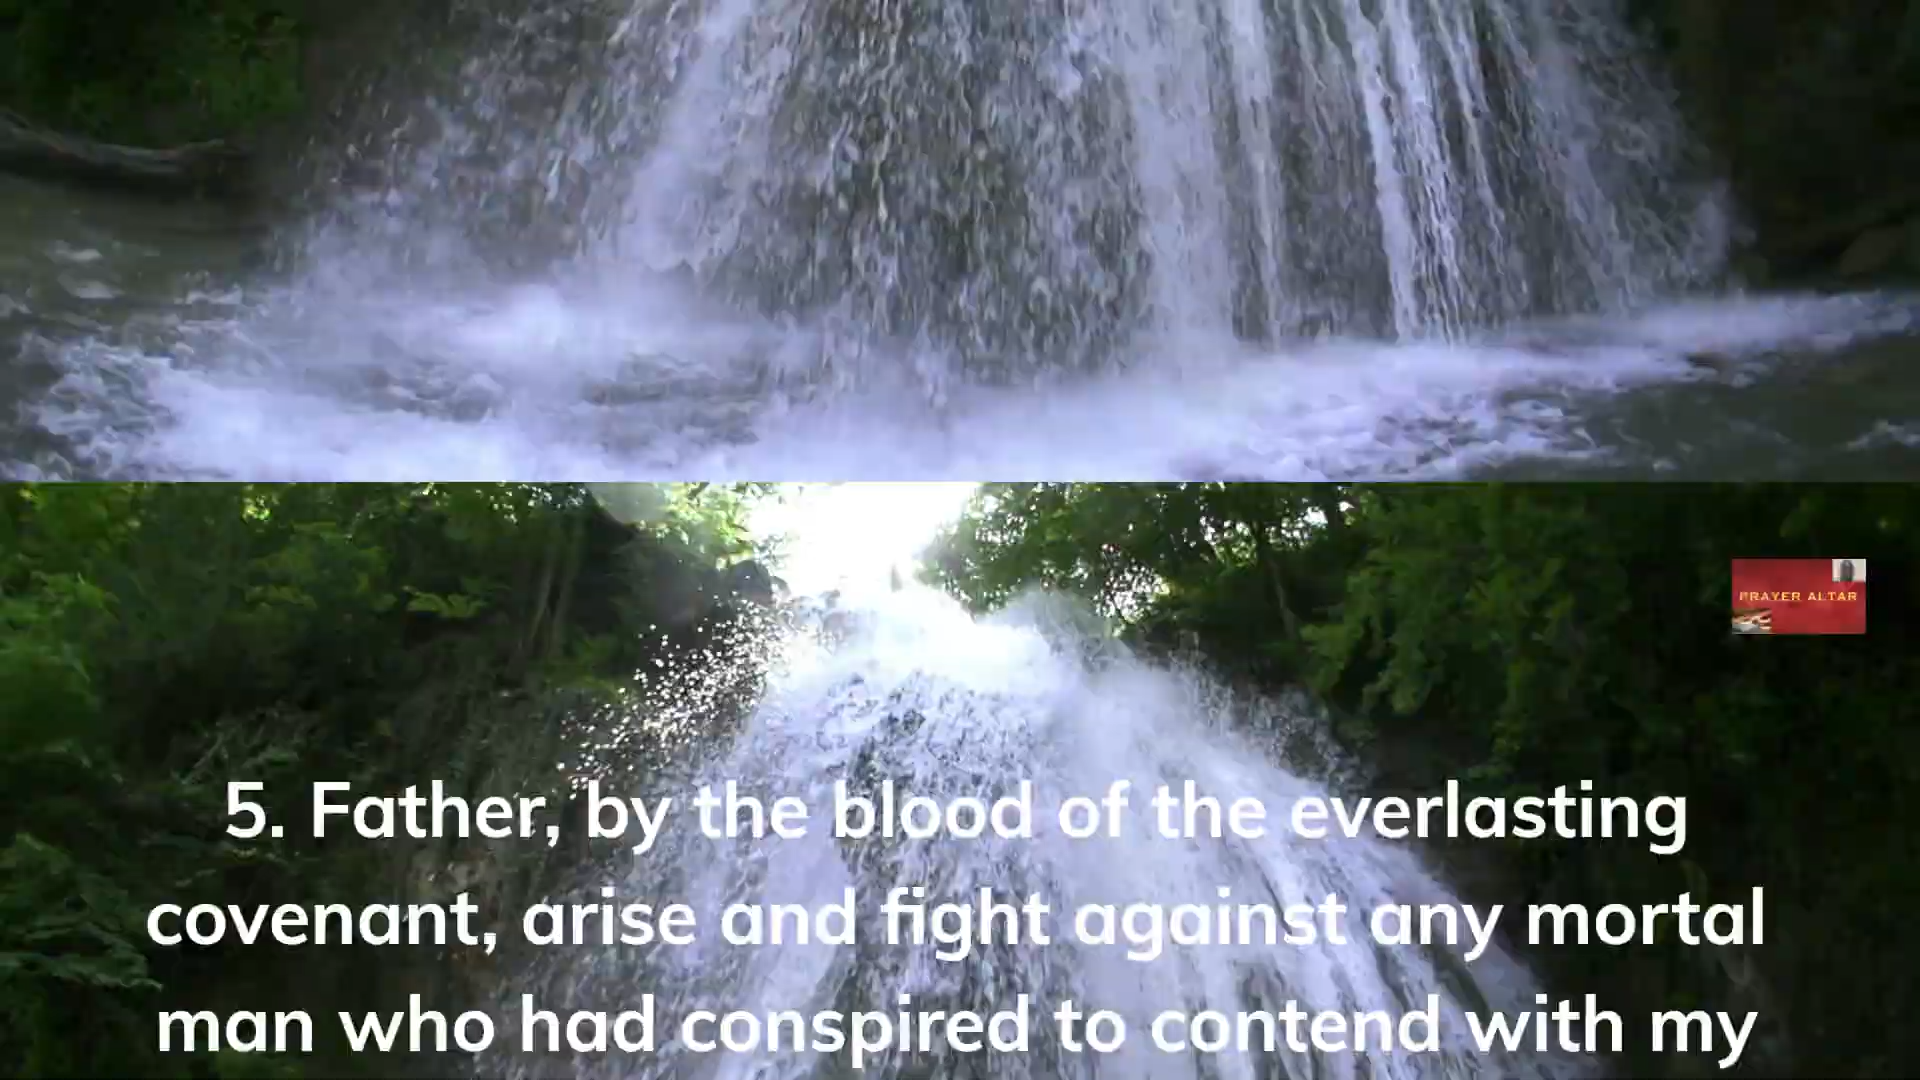 PRAYER ALTAR
5. Father, by the blood of the everlasting
covenant, arise and fight against any mortal
man who had conspired to contend with my